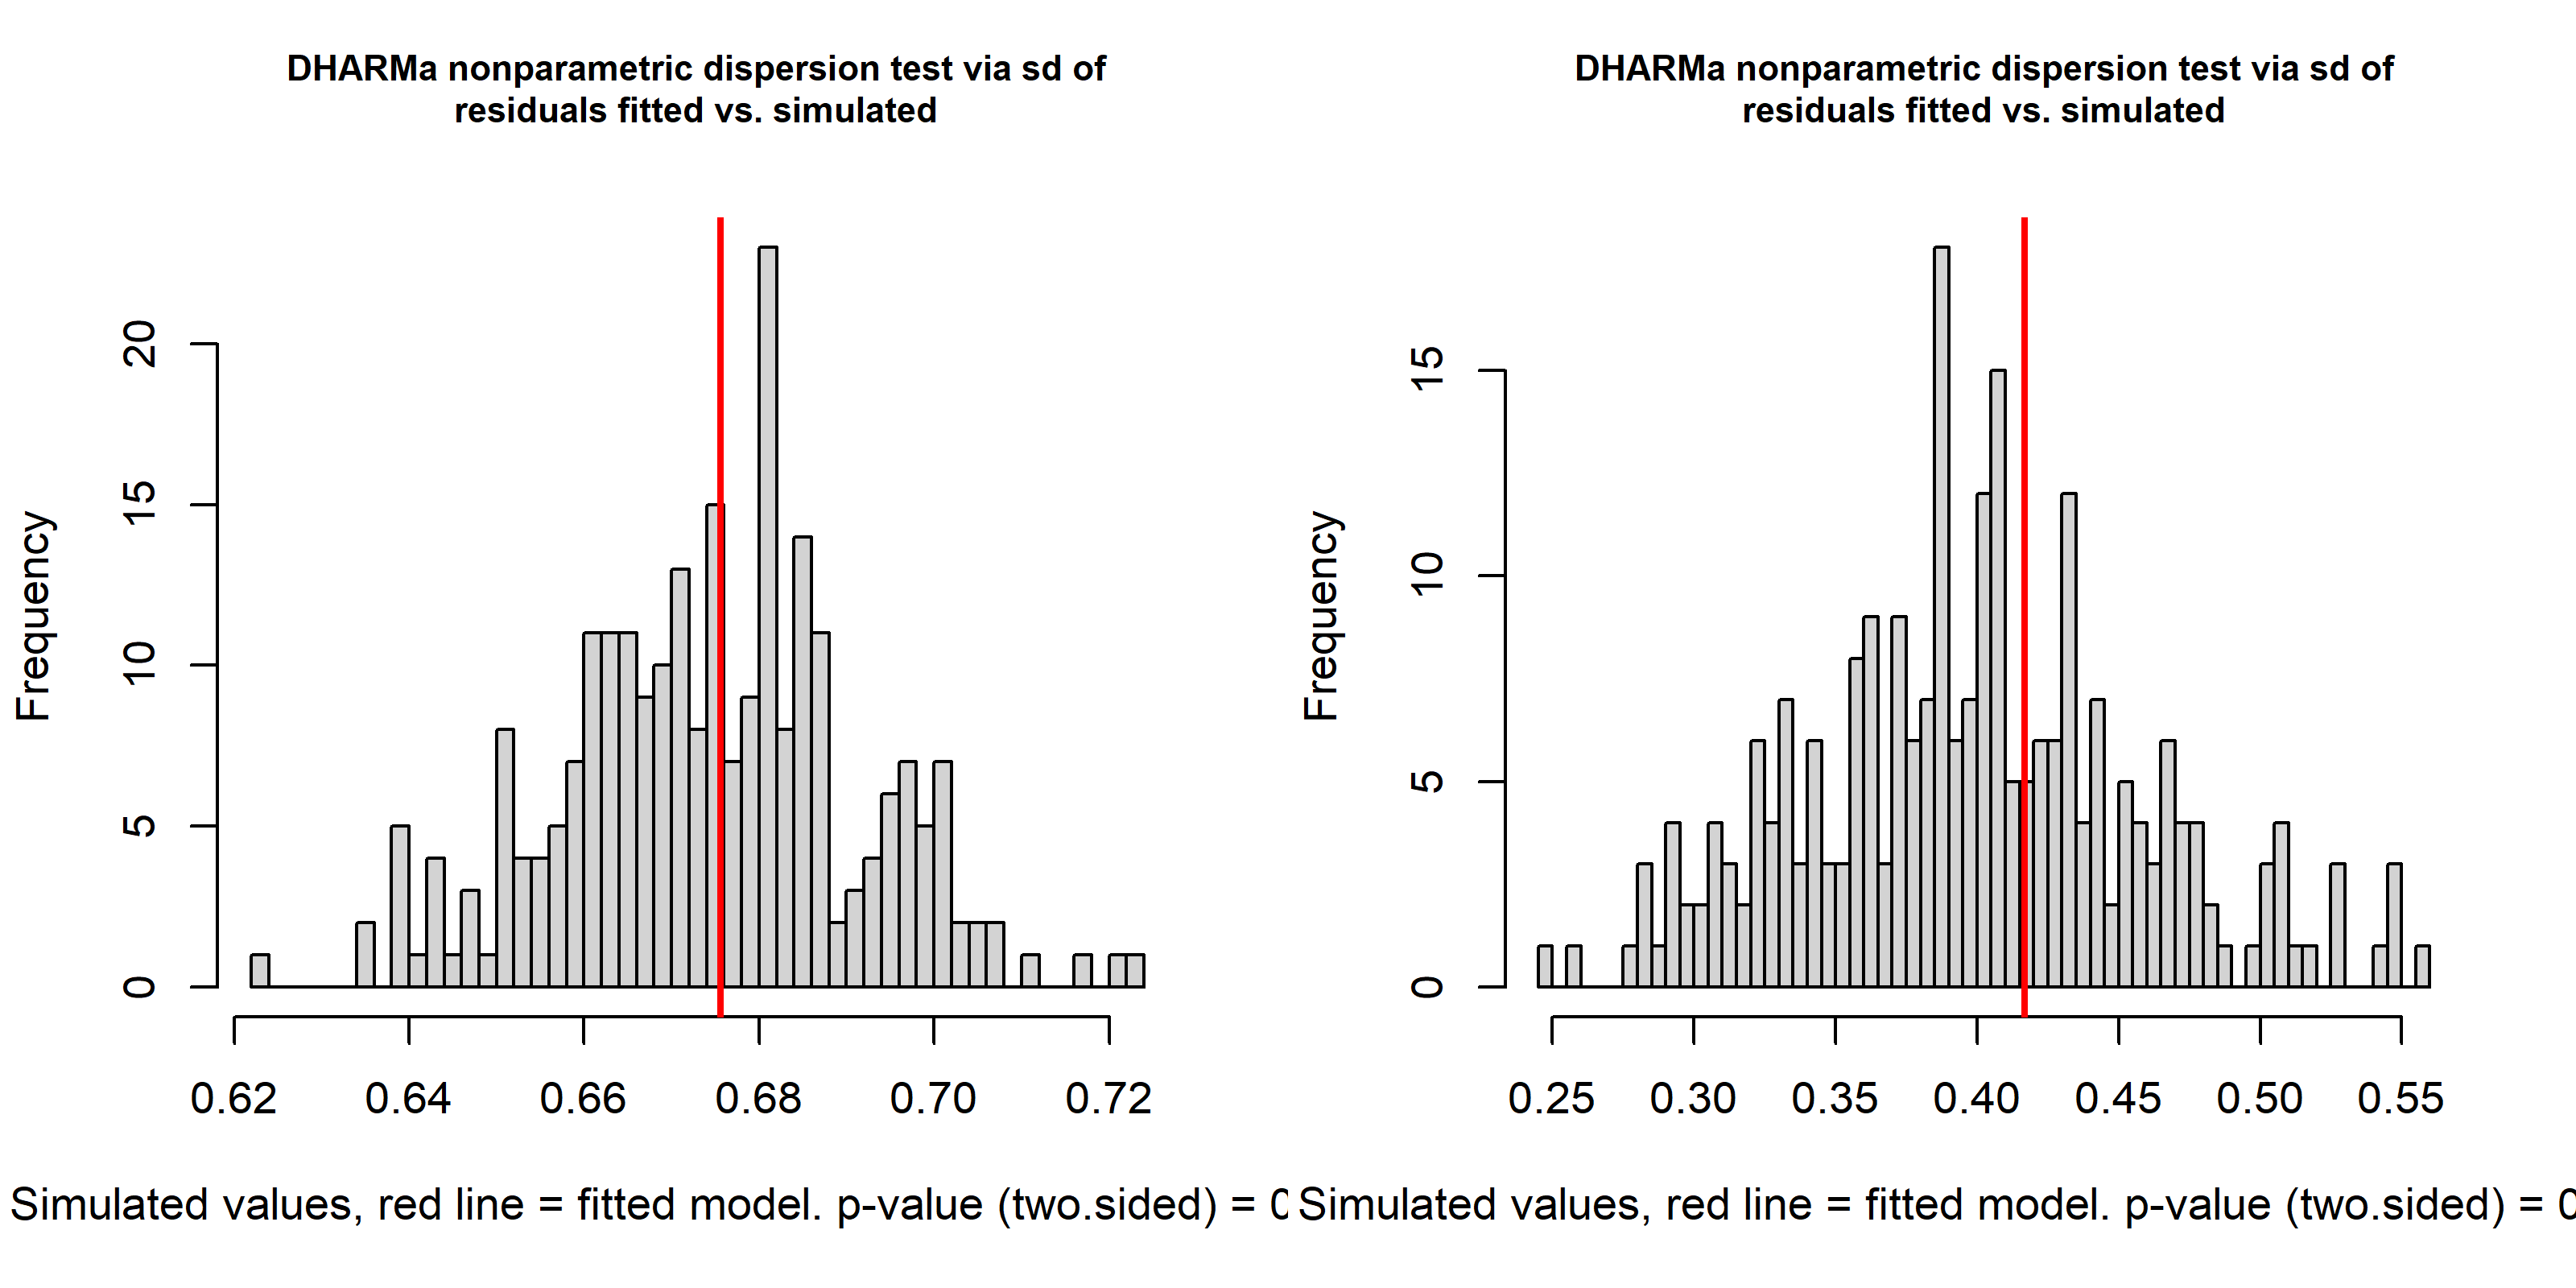 DHARMa nonparametric dispersion test via sd of
residuals fitted vs. simulated
Frequency
0 5 10 15 20
0.62 0.64 0.66 0.68 0.70 0.72
Simulated values, red line = fitted model. p-value (two.sided) = 0
DHARMa nonparametric dispersion test via sd of
residuals fitted vs. simulated
Frequency
0 5 10 15
0.25 0.30 0.35 0.40 0.45 0.50 0.55
Simulated values, red line = fitted model. p-value (two.sided) = 0